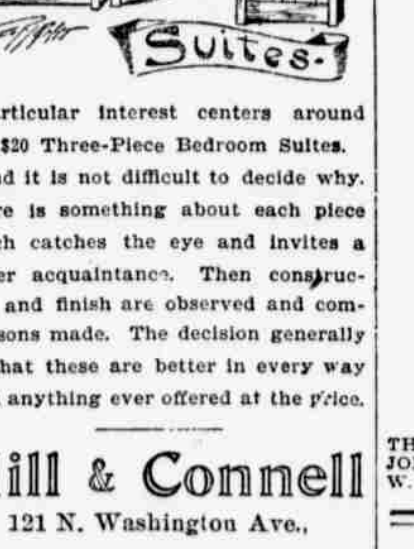 Suites.
rticular interest centers around
$20 Three-Piece Bedroom Suites.
d it is not difficult to decide why.
re is something about each piece
ch catches the eye and invites a
er acquaintance. Then construc-
and finish are observed and com-
sons made. The decision generally
hat these are better in every way
anything ever offered at the price.
ill & Connell
121 N. Washington Ave.,
TH
JO
W.